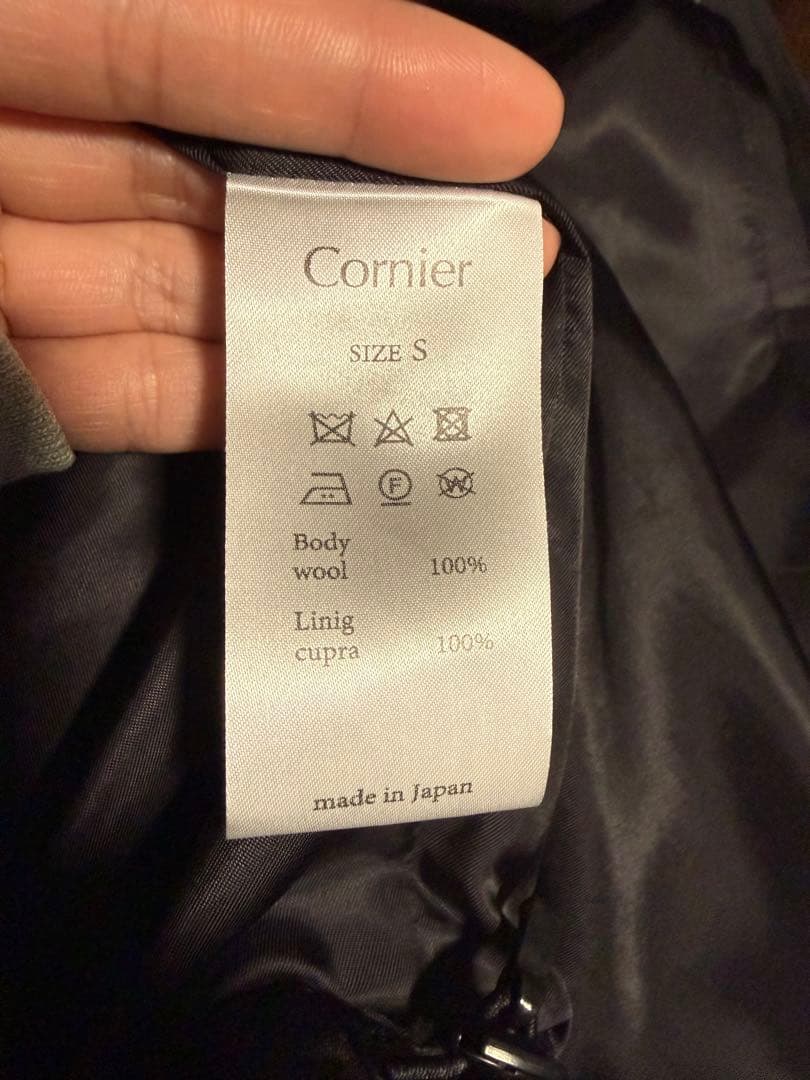 Cornier
SIZE S
F W
Body
wool 100%
Linig
cupra 100%
made in Japan